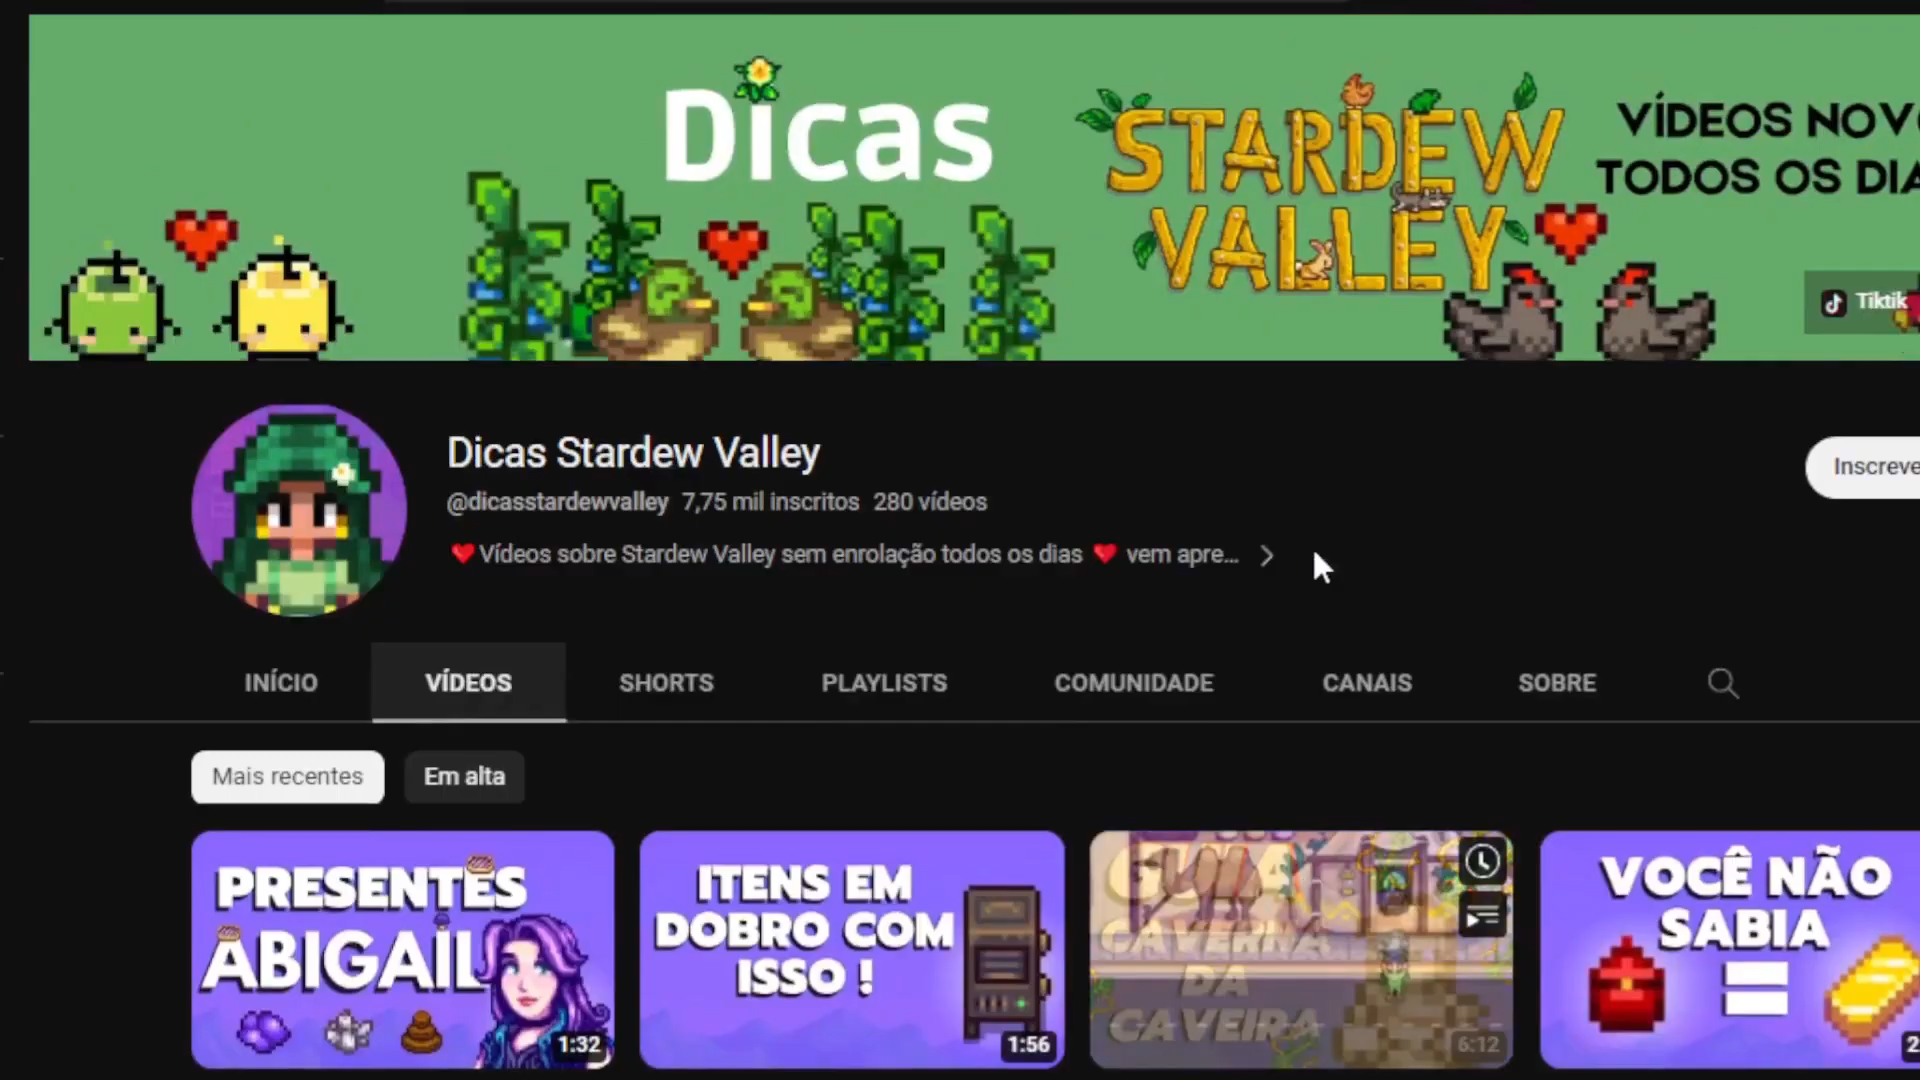 Dicas
STARDEW
VALLEY
VÍDEOS NOV
TODOS OS DIA
Tiktik
Dicas Stardew Valley
@dicasstardewvalley 7,75 mil inscritos 280 vídeos
❤️Vídeos sobre Stardew Valley sem enrolação todos os dias ❤️ vem apre...
Inscreve
INÍCIO VÍDEOS SHORTS PLAYLISTS COMUNIDADE CANAIS SOBRE
Mais recentes Em alta
PRESENTES
ABIGAIL
1:32
ITENS EM
DOBRO COM
ISSO !
1:56
GUIA
CAVERNA
DA
CAVEIRA
6:12
VOCÊ NÃO
SABIA
=
2